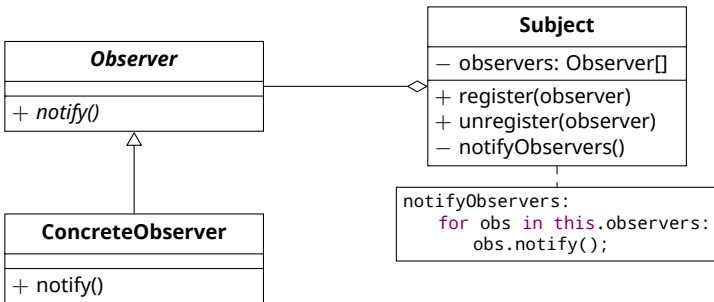 Observer
+ notify()
ConcreteObserver
+ notify()
Subject
− observers: Observer[]
+ register(observer)
+ unregister(observer)
− notifyObservers()
notifyObservers:
for obs in this.observers:
obs.notify();